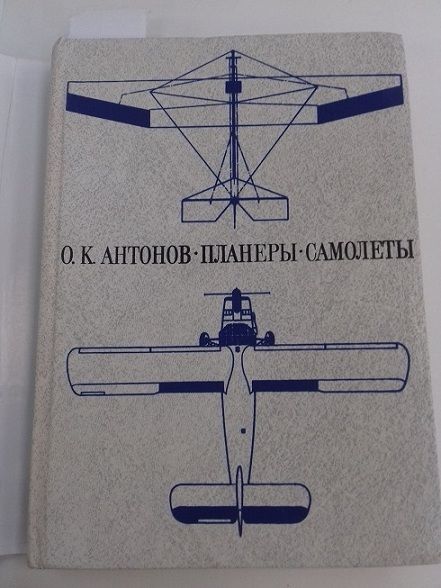 О. К. АНТОНОВ · ПЛАНЕРЫ · САМОЛЕТЫ